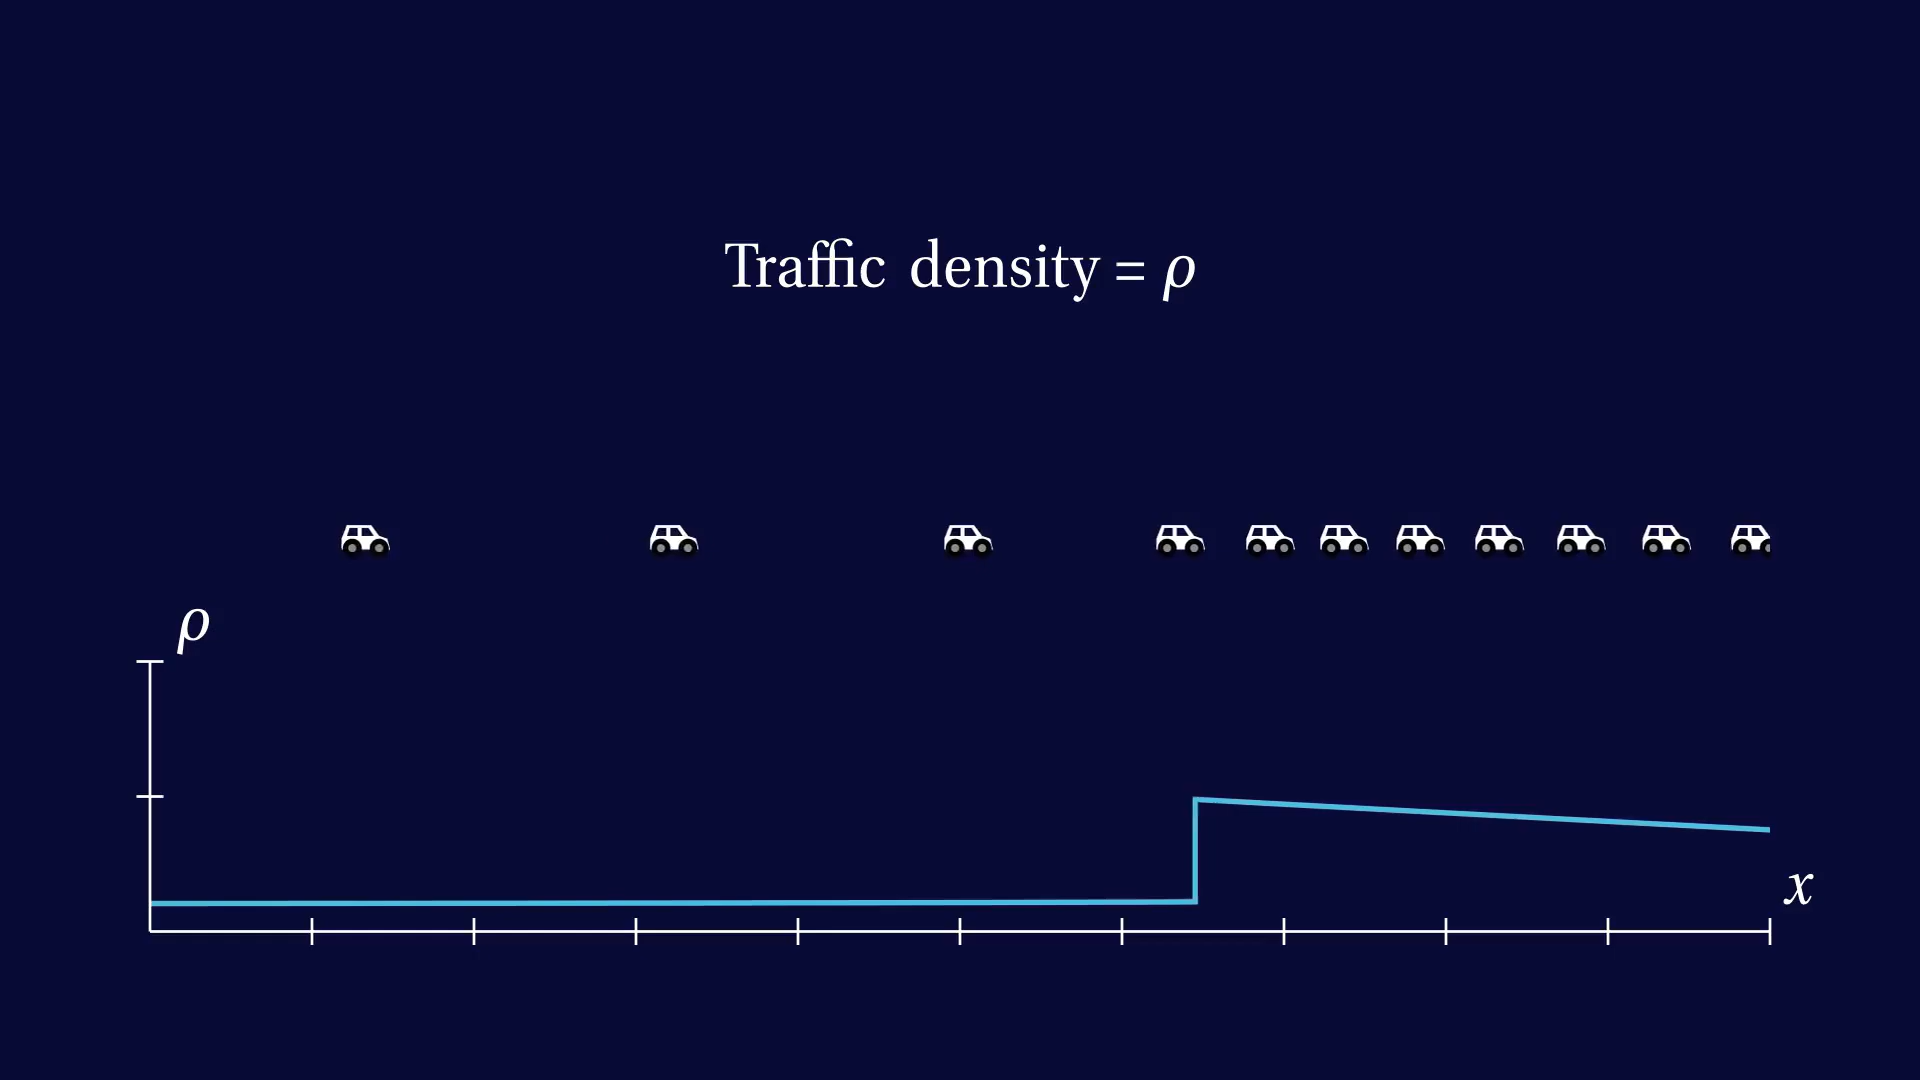 Traffic density = ρ
ρ
x